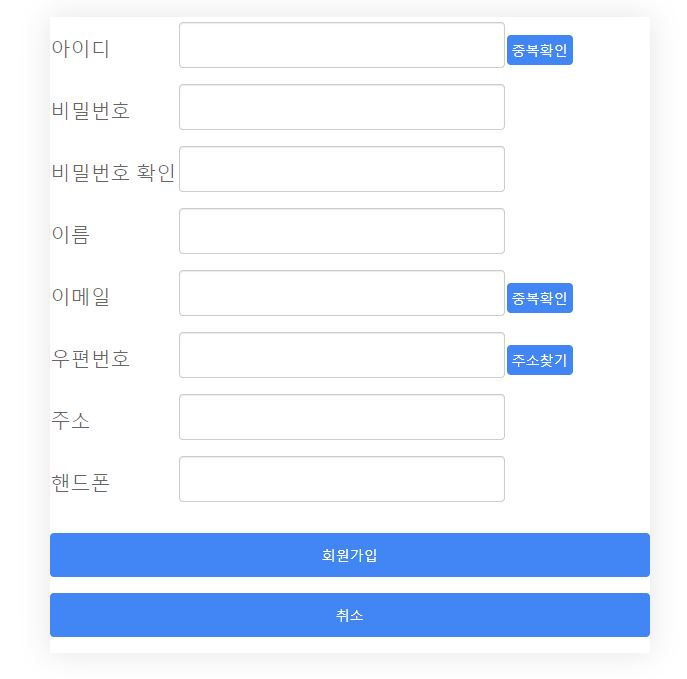 아이디 중복확인
비밀번호
비밀번호 확인
이름
이메일 중복확인
우편번호 주소찾기
주소
핸드폰
회원가입
취소